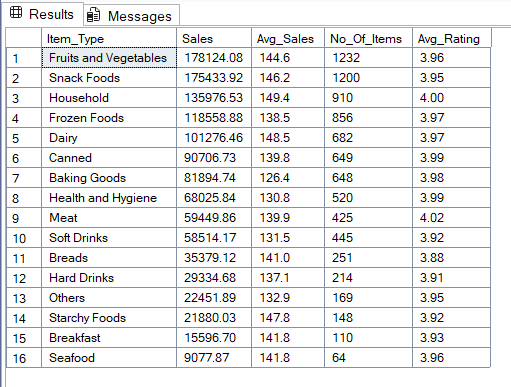 Results Messages
Item_Type Sales Avg_Sales No_Of_Items Avg_Rating
1 Fruits and Vegetables 178124.08 144.6 1232 3.96
2 Snack Foods 175433.92 146.2 1200 3.95
3 Household 135976.53 149.4 910 4.00
4 Frozen Foods 118558.88 138.5 856 3.97
5 Dairy 101276.46 148.5 682 3.97
6 Canned 90706.73 139.8 649 3.99
7 Baking Goods 81894.74 126.4 648 3.98
8 Health and Hygiene 68025.84 130.8 520 3.99
9 Meat 59449.86 139.9 425 4.02
10 Soft Drinks 58514.17 131.5 445 3.92
11 Breads 35379.12 141.0 251 3.88
12 Hard Drinks 29334.68 137.1 214 3.91
13 Others 22451.89 132.9 169 3.95
14 Starchy Foods 21880.03 147.8 148 3.92
15 Breakfast 15596.70 141.8 110 3.93
16 Seafood 9077.87 141.8 64 3.96